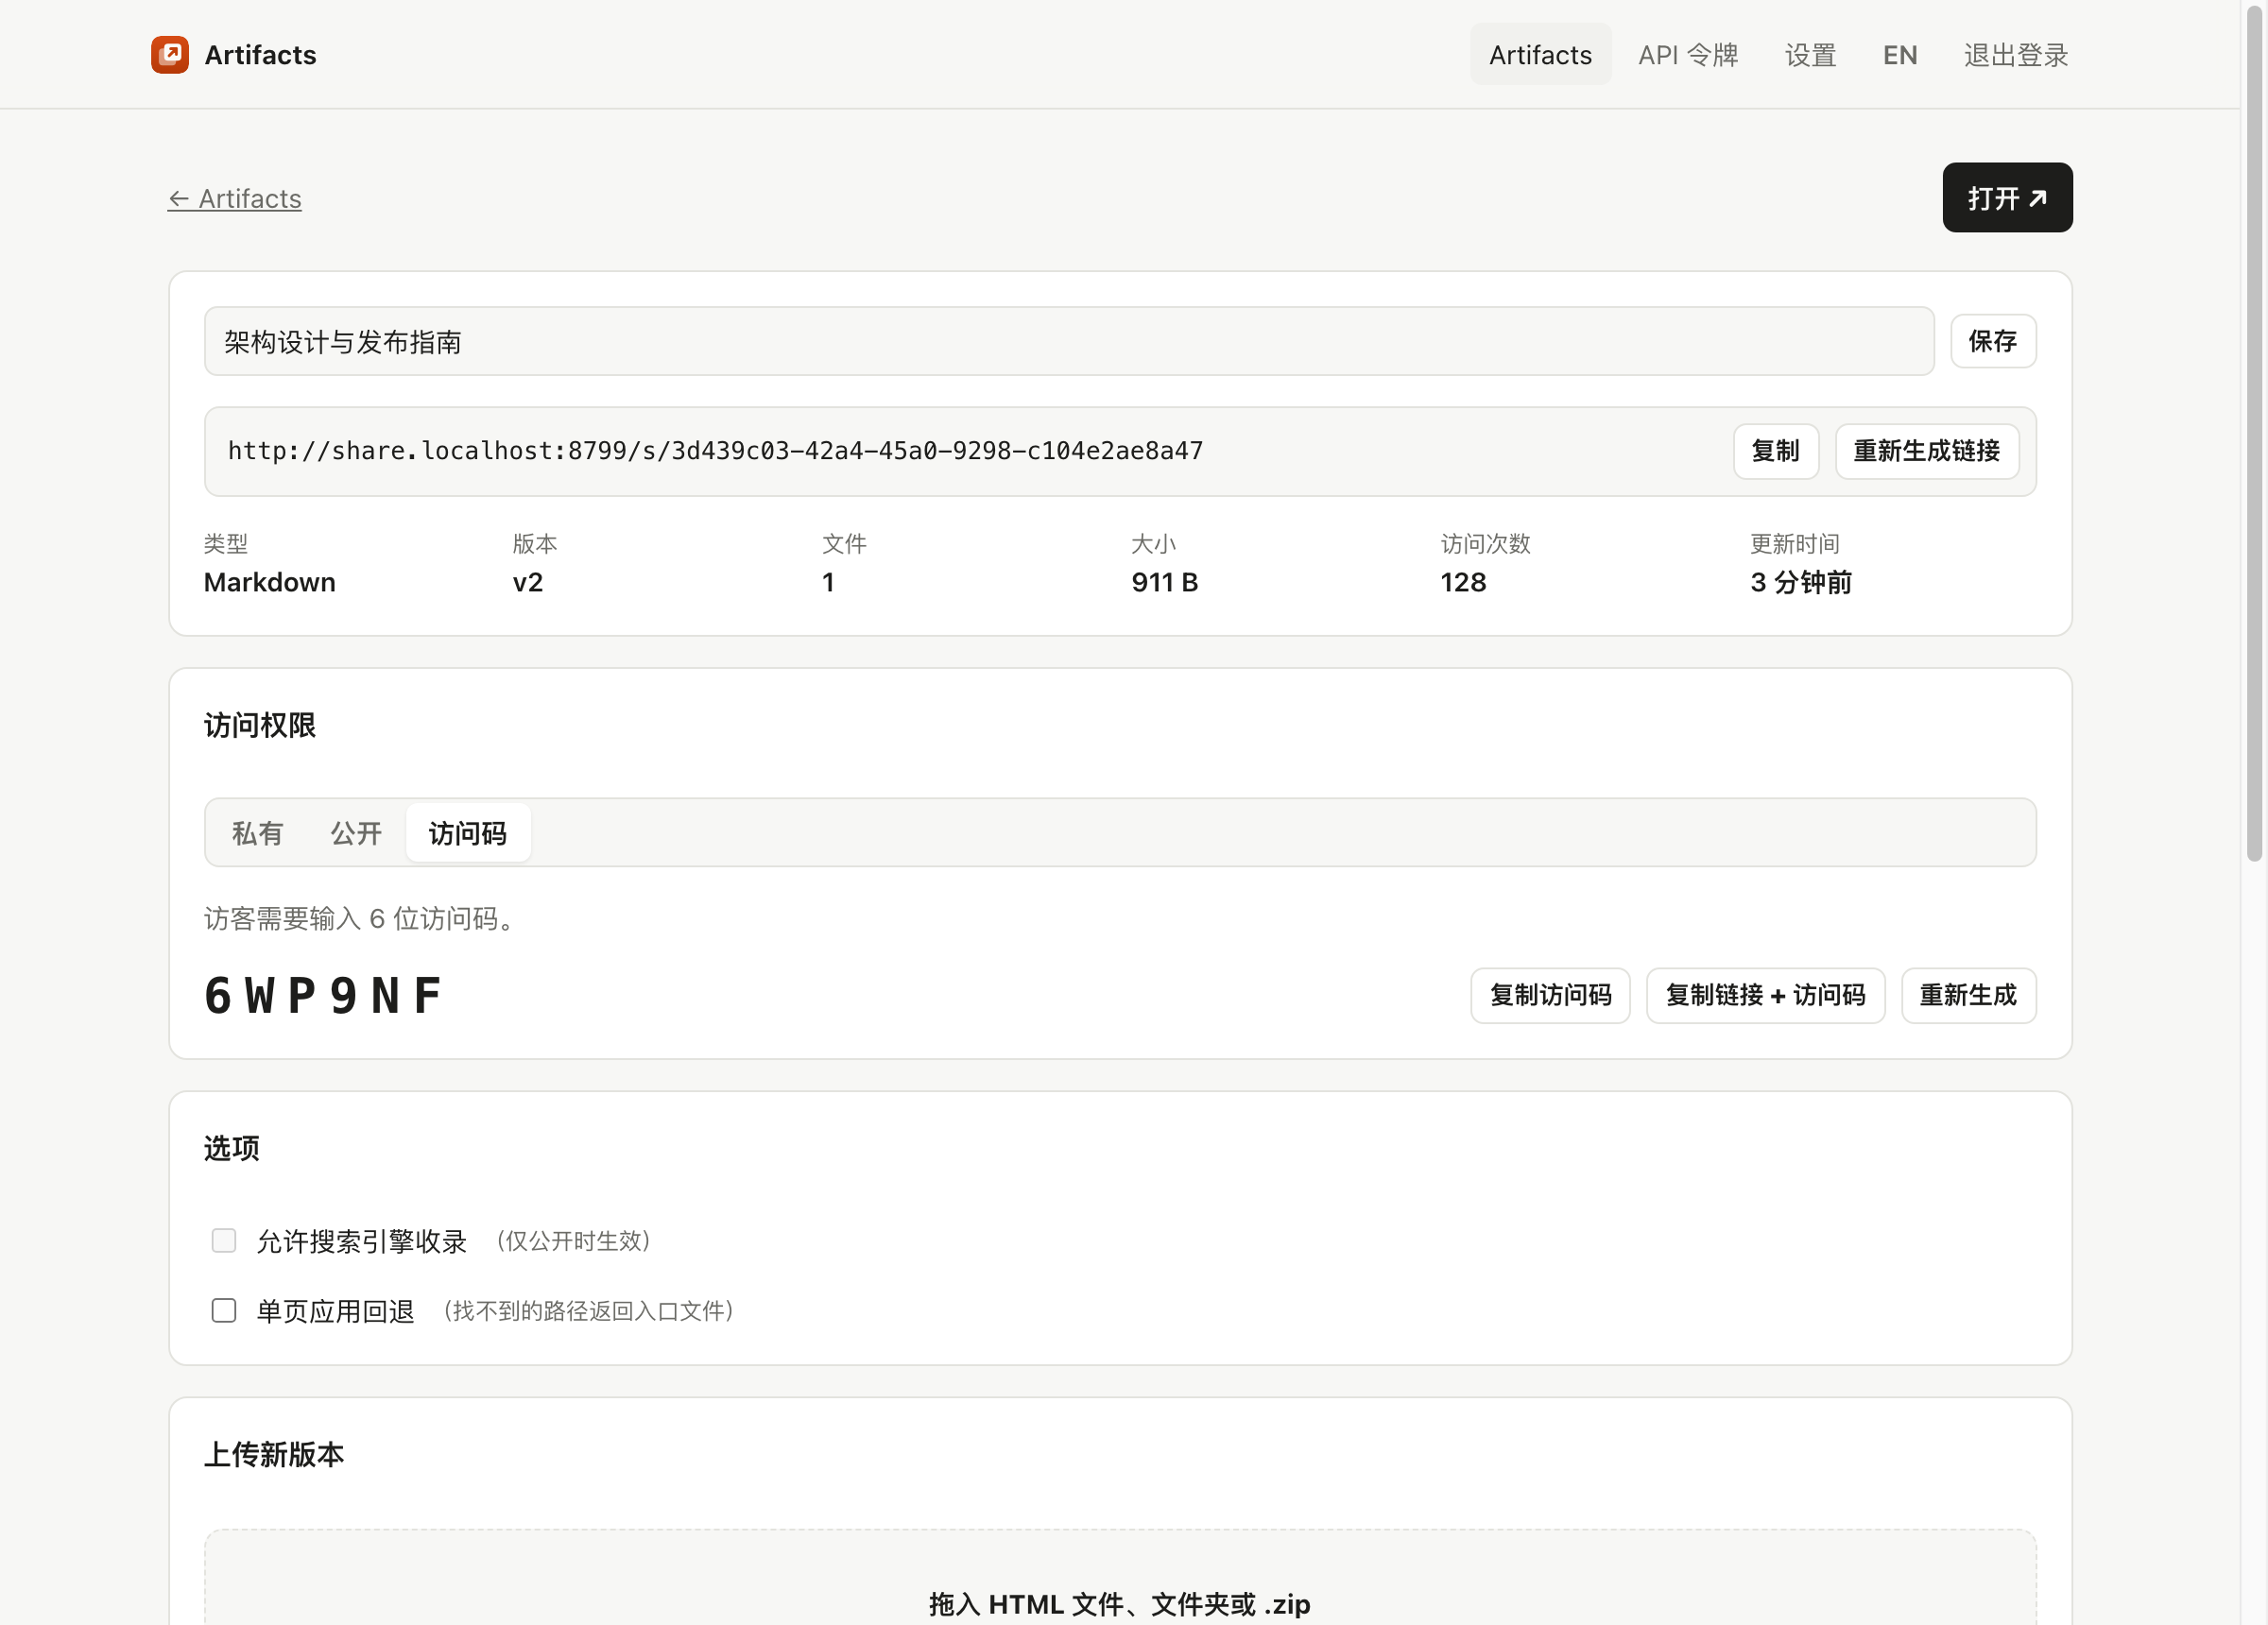 Artifacts
Artifacts API 令牌 设置 EN 退出登录
← Artifacts
打开 ↗
架构设计与发布指南
保存
http://share.localhost:8799/s/3d439c03-42a4-45a0-9298-c104e2ae8a47
复制 重新生成链接
类型 版本 文件 大小 访问次数 更新时间
Markdown v2 1 911 B 128 3 分钟前
访问权限
私有 公开 访问码
访客需要输入 6 位访问码。
6WP9NF
复制访问码 复制链接 + 访问码 重新生成
选项
允许搜索引擎收录 （仅公开时生效）
单页应用回退 （找不到的路径返回入口文件）
上传新版本
拖入 HTML 文件、文件夹或 .zip